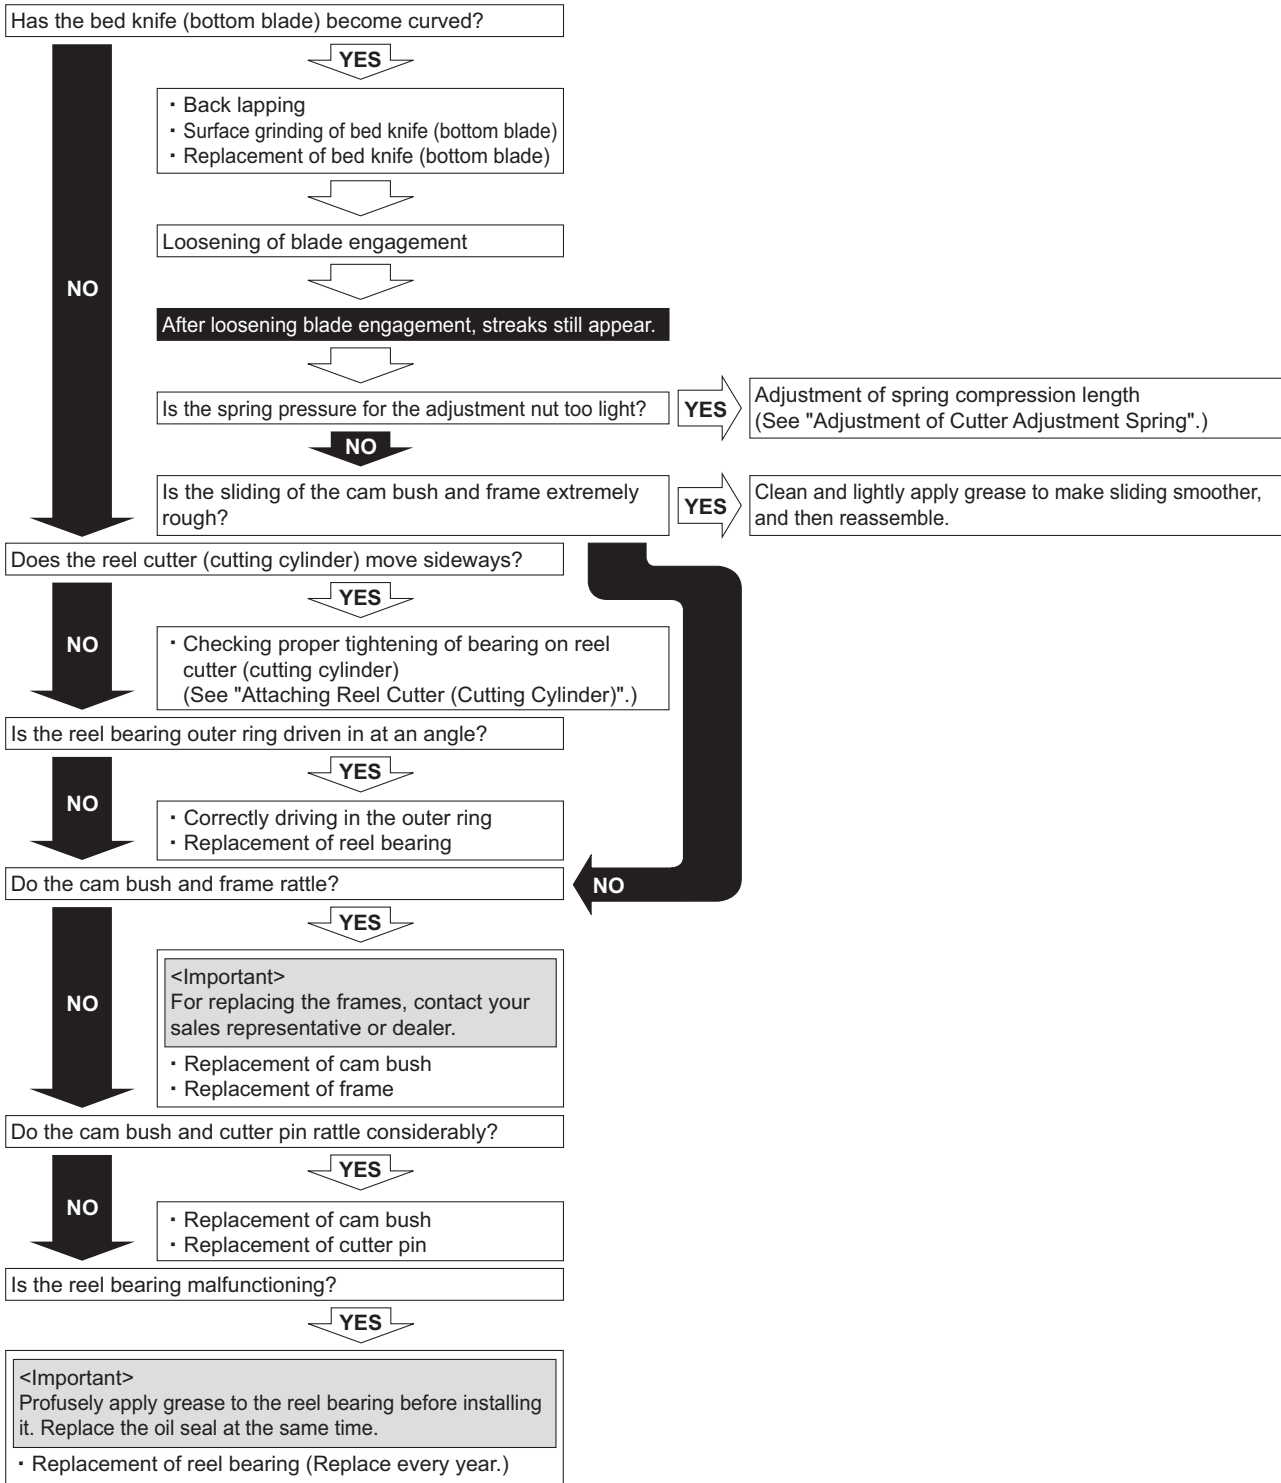 Has the bed knife (bottom blade) become curved?
YES
・Back lapping
・Surface grinding of bed knife (bottom blade)
・Replacement of bed knife (bottom blade)
Loosening of blade engagement
NO
After loosening blade engagement, streaks still appear.
Is the spring pressure for the adjustment nut too light?
YES
Adjustment of spring compression length
(See "Adjustment of Cutter Adjustment Spring".)
NO
Is the sliding of the cam bush and frame extremely
rough?
YES
Clean and lightly apply grease to make sliding smoother,
and then reassemble.
Does the reel cutter (cutting cylinder) move sideways?
YES
NO
・Checking proper tightening of bearing on reel
cutter (cutting cylinder)
(See "Attaching Reel Cutter (Cutting Cylinder)".)
Is the reel bearing outer ring driven in at an angle?
YES
NO
・Correctly driving in the outer ring
・Replacement of reel bearing
Do the cam bush and frame rattle?
NO
YES
NO
<Important>
For replacing the frames, contact your
sales representative or dealer.
・Replacement of cam bush
・Replacement of frame
Do the cam bush and cutter pin rattle considerably?
YES
NO
・Replacement of cam bush
・Replacement of cutter pin
Is the reel bearing malfunctioning?
YES
<Important>
Profusely apply grease to the reel bearing before installing
it. Replace the oil seal at the same time.
・Replacement of reel bearing (Replace every year.)